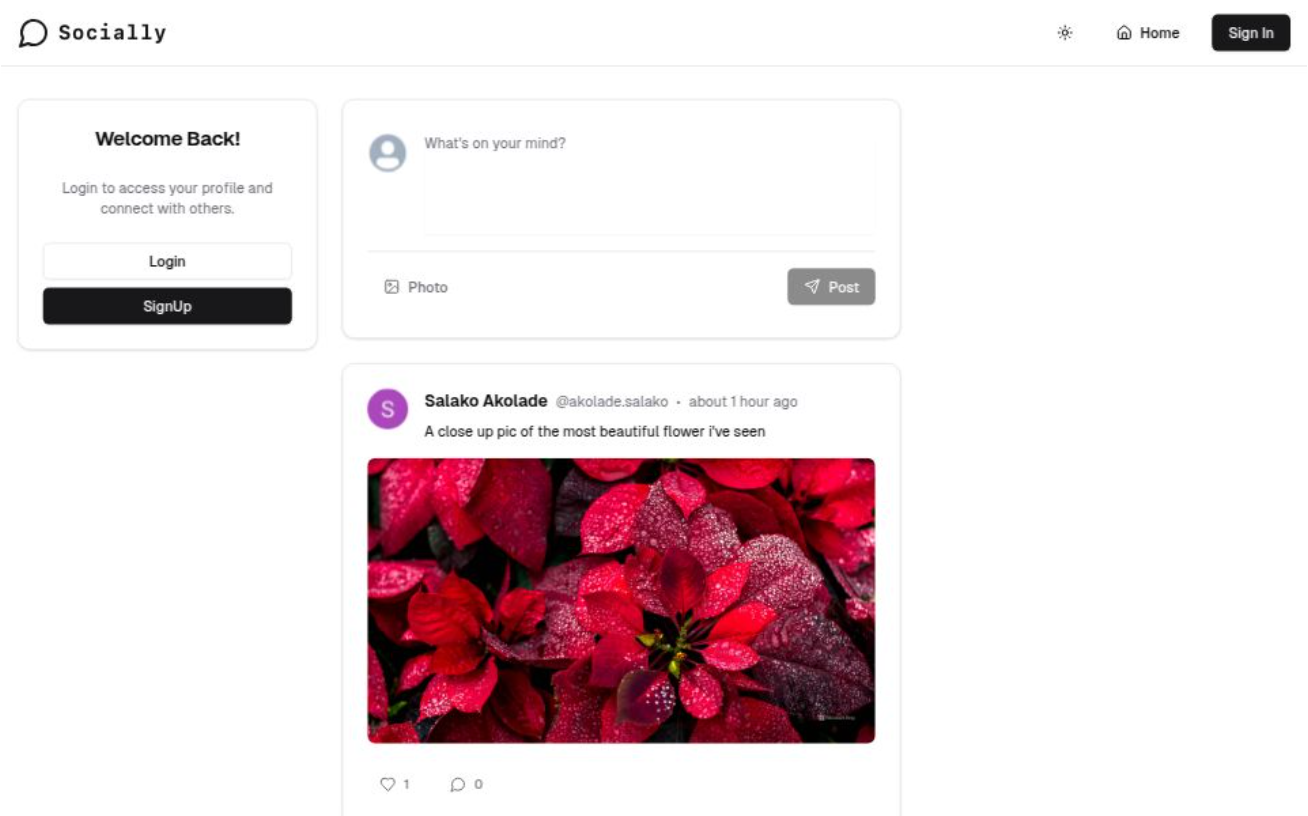 Socially
Home
Sign In
Welcome Back!
Login to access your profile and
connect with others.
Login
SignUp
What's on your mind?
Photo
Post
S
Salako Akolade @akolade.salako • about 1 hour ago
A close up pic of the most beautiful flower i've seen
1
0